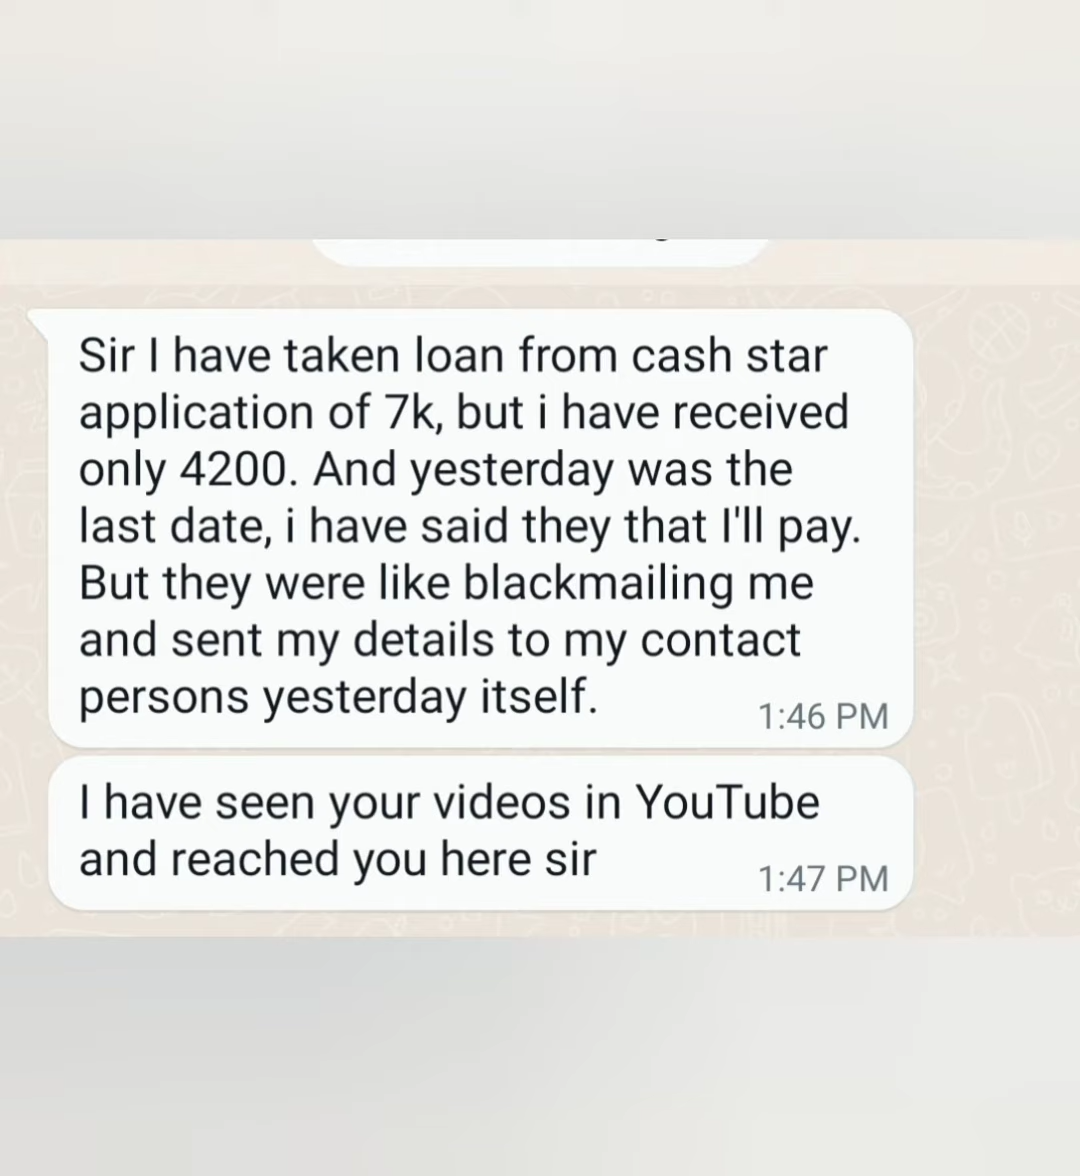 Sir I have taken loan from cash star
application of 7k, but i have received
only 4200. And yesterday was the
last date, i have said they that I'll pay.
But they were like blackmailing me
and sent my details to my contact
persons yesterday itself.
1:46 PM
I have seen your videos in YouTube
and reached you here sir
1:47 PM